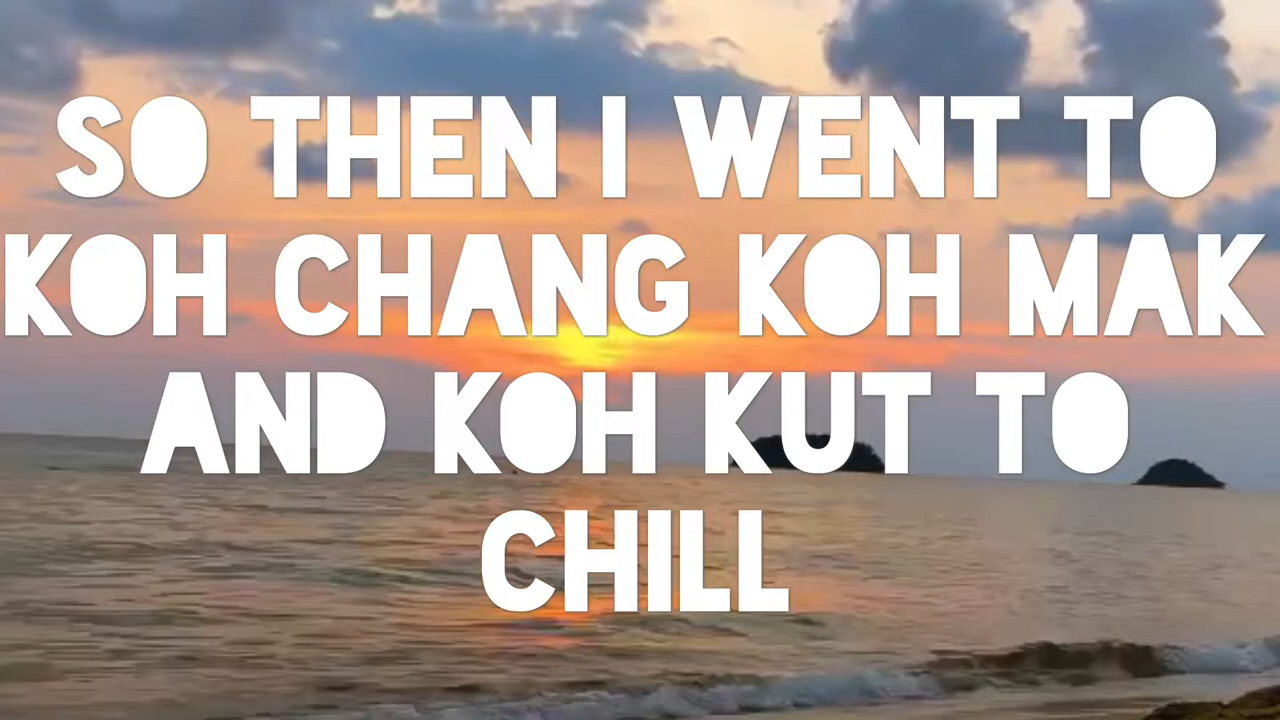 SO THEN I WENT TO
KOH CHANG KOH MAK
AND KOH KUT TO
CHILL